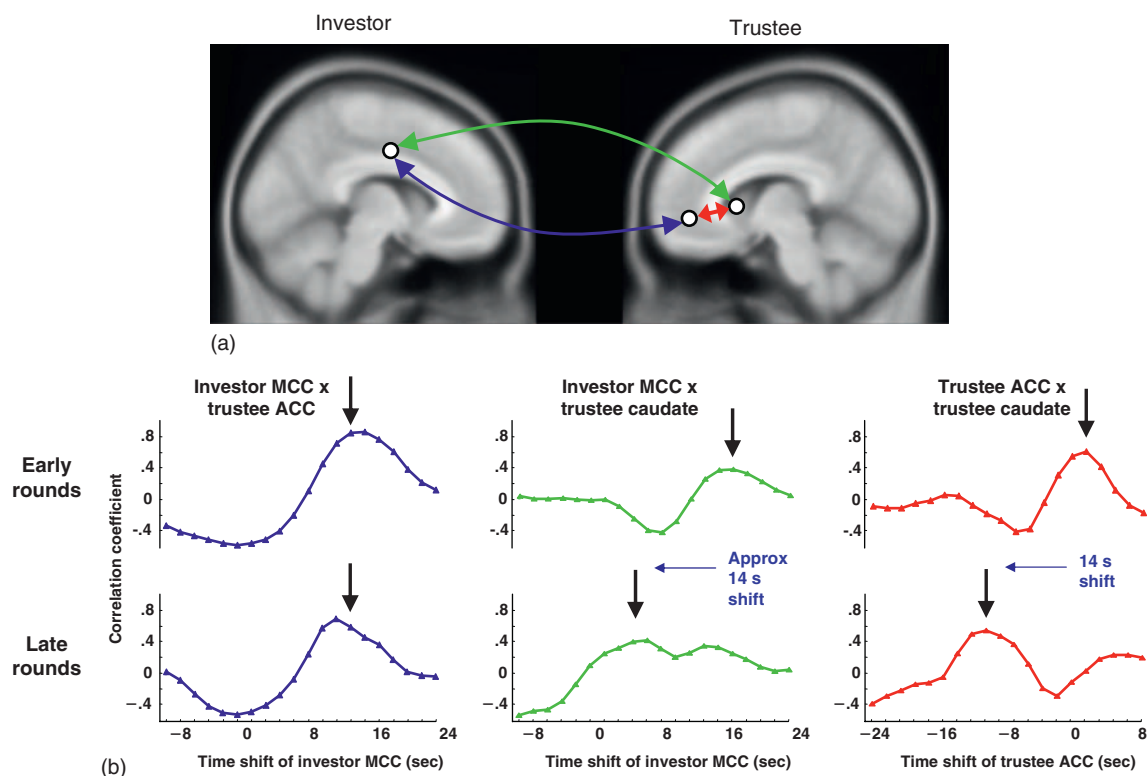 Investor
Trustee
(a)
Investor MCC x
trustee ACC
Investor MCC x
trustee caudate
Trustee ACC x
trustee caudate
Early
rounds
Late
rounds
Correlation coefficient
.8
.4
0
-.4
.8
.4
0
-.4
.8
.4
0
-.4
Approx
14 s
shift
14 s
shift
.8
.4
0
−.4
−8 0 8 16 24
Time shift of investor MCC (sec)
.8
.4
0
−.4
−8 0 8 16 24
Time shift of investor MCC (sec)
.8
.4
0
−.4
−24 −16 −8 0 8
Time shift of trustee ACC (sec)
(b)